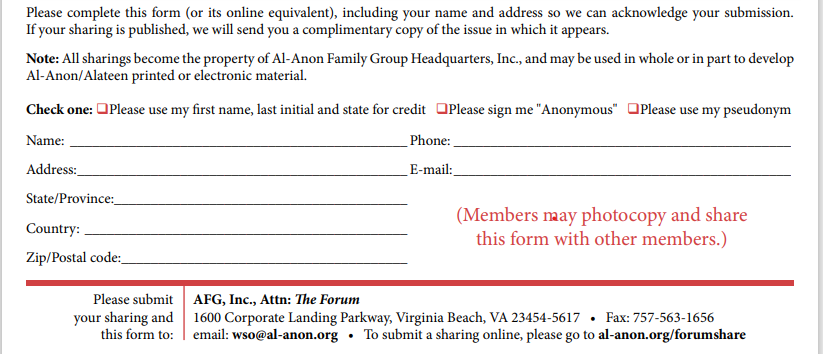 Please complete this form (or its online equivalent), including your name and address so we can acknowledge your submission.
If your sharing is published, we will send you a complimentary copy of the issue in which it appears.
Note: All sharings become the property of Al-Anon Family Group Headquarters, Inc., and may be used in whole or in part to develop
Al-Anon/Alateen printed or electronic material.
Check one: ❑Please use my first name, last initial and state for credit ❑Please sign me "Anonymous" ❑Please use my pseudonym
Name: ____________ Phone: ____________
Address:____________ E-mail:____________
State/Province:____________
Country: ____________
Zip/Postal code:____________
(Members may photocopy and share
this form with other members.)
Please submit
your sharing and
this form to:
AFG, Inc., Attn: The Forum
1600 Corporate Landing Parkway, Virginia Beach, VA 23454-5617 • Fax: 757-563-1656
email: wso@al-anon.org • To submit a sharing online, please go to al-anon.org/forumshare